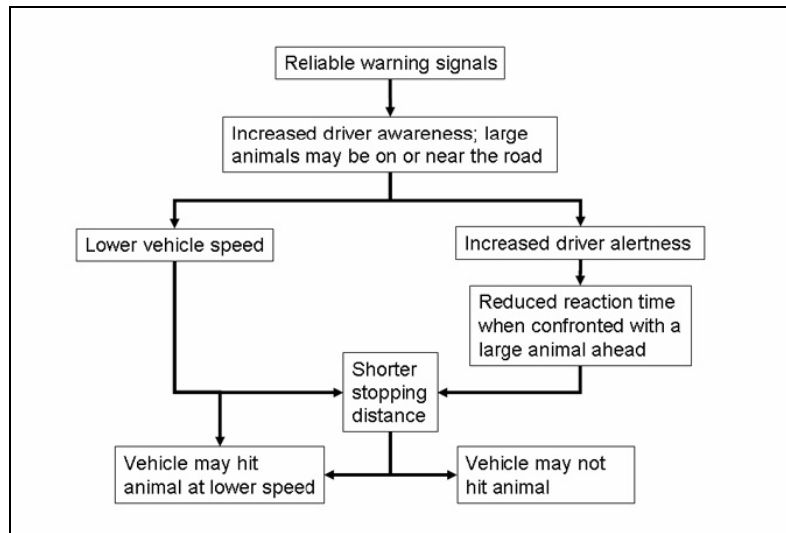 Reliable warning signals
Increased driver awareness; large
animals may be on or near the road
Lower vehicle speed
Increased driver alertness
Reduced reaction time
when confronted with a
large animal ahead
Shorter
stopping
distance
Vehicle may hit
animal at lower speed
Vehicle may not
hit animal